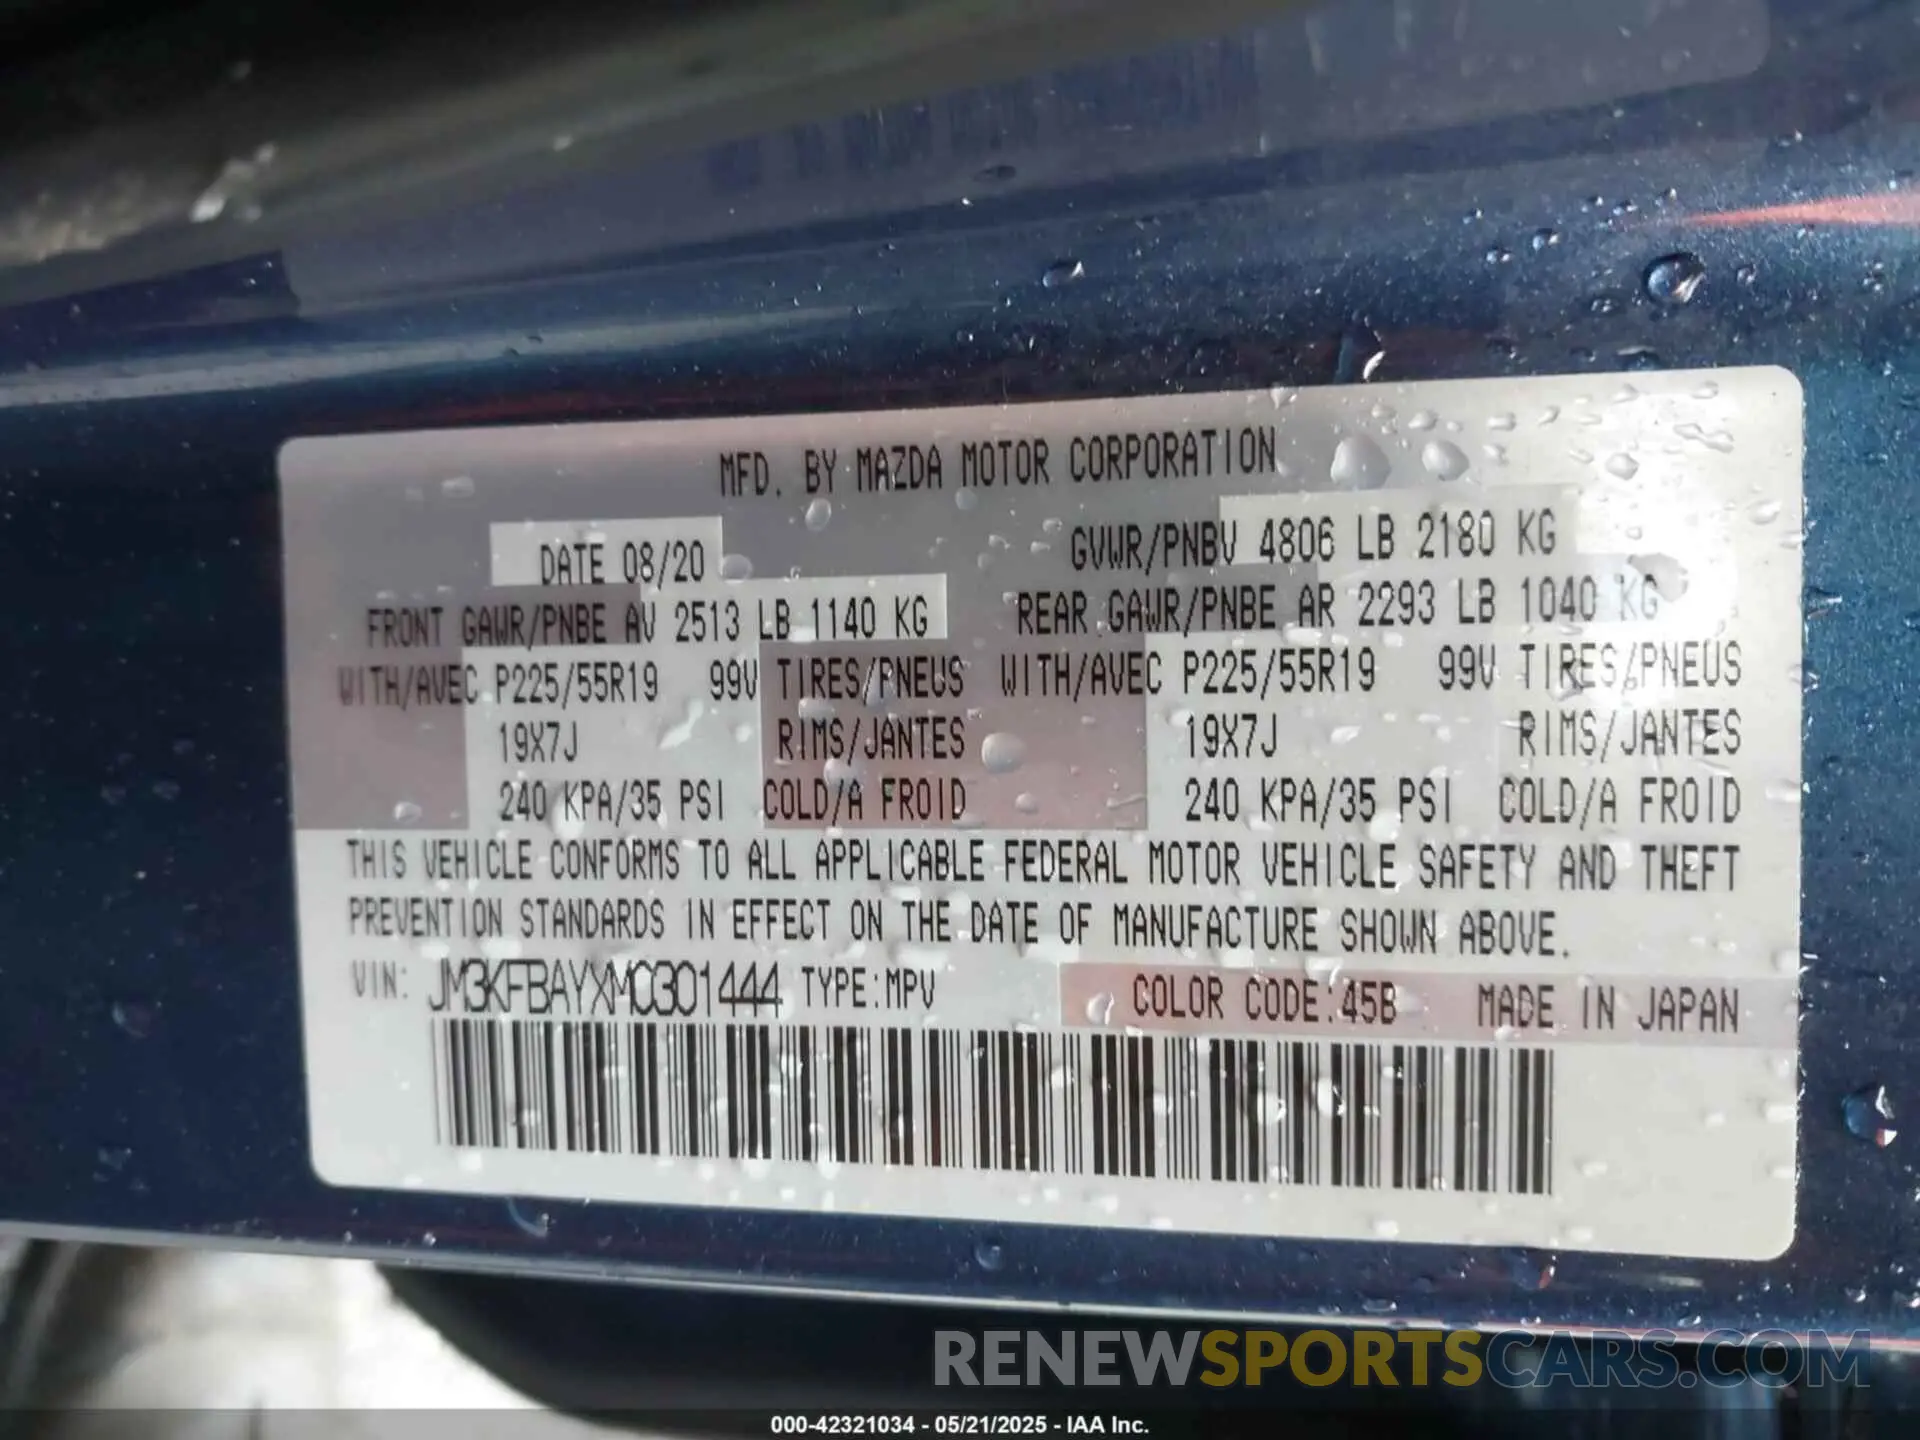 MFD. BY MAZDA MOTOR CORPORATION
DATE 08/20 GVWR/PNBV 4806 LB 2180 KG
FRONT GAWR/PNBE AV 2513 LB 1140 KG REAR GAWR/PNBE AR 2293 LB 1040 KG
WITH/AVEC P225/55R19 99V TIRES/PNEUS WITH/AVEC P225/55R19 99V TIRES/PNEUS
19X7J RIMS/JANTES 19X7J RIMS/JANTES
240 KPA/35 PSI COLD/A FROID 240 KPA/35 PSI COLD/A FROID
THIS VEHICLE CONFORMS TO ALL APPLICABLE FEDERAL MOTOR VEHICLE SAFETY AND THEFT
PREVENTION STANDARDS IN EFFECT ON THE DATE OF MANUFACTURE SHOWN ABOVE.
VIN: JM3KFBAYXM0301444 TYPE:MPV COLOR CODE:45B MADE IN JAPAN
RENEWSPORTSCARS.COM
000-42321034 - 05/21/2025 - IAA Inc.